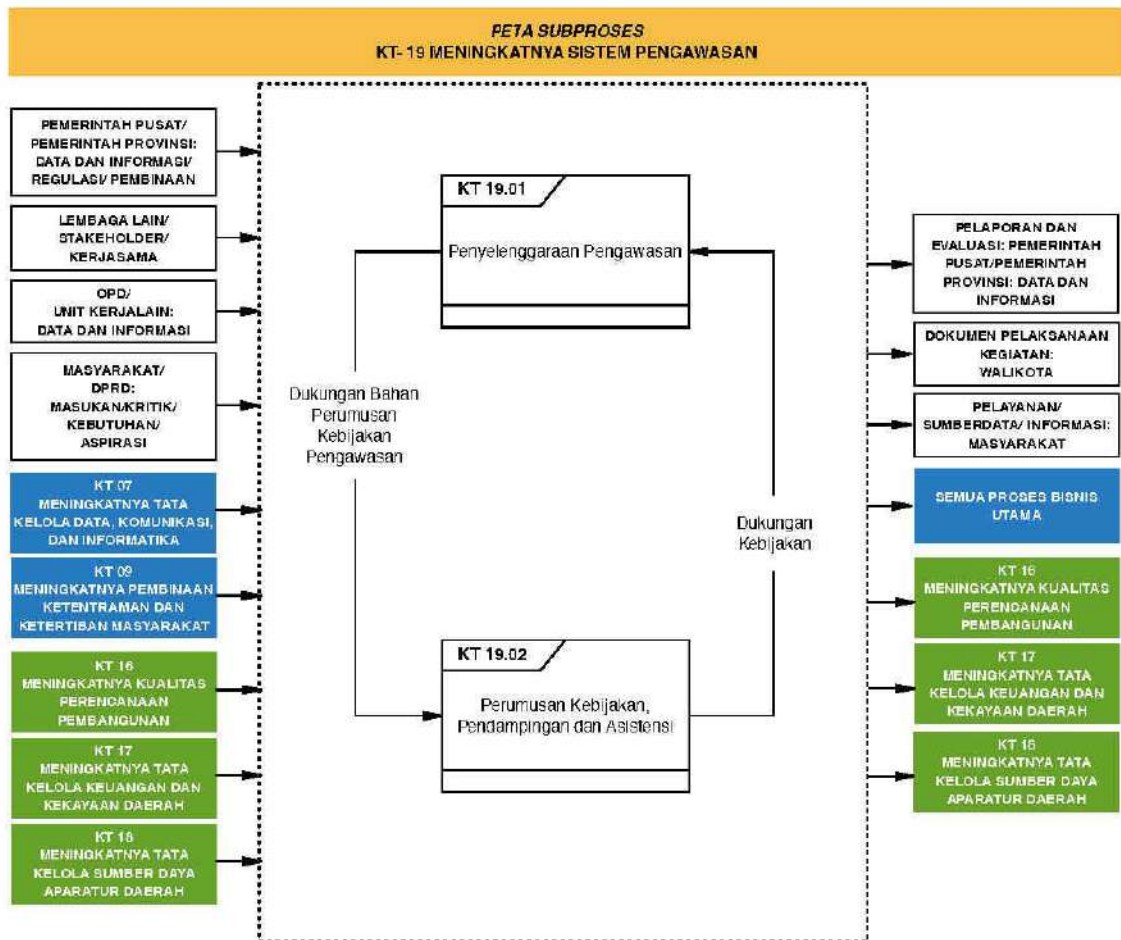 PETA SUBPROSES
KT- 19 MENINGKATNYA SISTEM PENGAWASAN
PEMERINTAH PUSAT/
PEMERINTAH PROVINSI:
DATA DAN INFORMASI/
REGULASI/ PEMBINAAN
LEMBAGA LAIN/
STAKEHOLDER/
KERJASAMA
OPD/
UNIT KERJALAIN:
DATA DAN INFORMASI
MASYARAKAT/
DPRD:
MASUKAN/KRITIK/
KEBUTUHAN/
ASPIRASI
KT 07
MENINGKATNYA TATA
KELOLA DATA, KOMUNIKASI,
DAN INFORMATIKA
KT 09
MENINGKATNYA PEMBINAAN
KETENTRAMAN DAN
KETERTIBAN MASYARAKAT
KT 16
MENINGKATNYA KUALITAS
PERENCANAAN
PEMBANGUNAN
KT 17
MENINGKATNYA TATA
KELOLA KEUANGAN DAN
KEKAYAAN DAERAH
KT 18
MENINGKATNYA TATA
KELOLA SUMBER DAYA
APARATUR DAERAH
KT 19.01
Penyelenggaraan Pengawasan
Dukungan Bahan
Perumusan
Kebijakan
Pengawasan
Dukungan
Kebijakan
KT 19.02
Perumusan Kebijakan,
Pendampingan dan Asistensi
PELAPORAN DAN
EVALUASI: PEMERINTAH
PUSAT/PEMERINTAH
PROVINSI: DATA DAN
INFORMASI
DOKUMEN PELAKSANAAN
KEGIATAN:
WALIKOTA
PELAYANAN/
SUMBERDATA/ INFORMASI:
MASYARAKAT
SEMUA PROSES BISNIS
UTAMA
KT 16
MENINGKATNYA KUALITAS
PERENCANAAN
PEMBANGUNAN
KT 17
MENINGKATNYA TATA
KELOLA KEUANGAN DAN
KEKAYAAN DAERAH
KT 18
MENINGKATNYA TATA
KELOLA SUMBER DAYA
APARATUR DAERAH